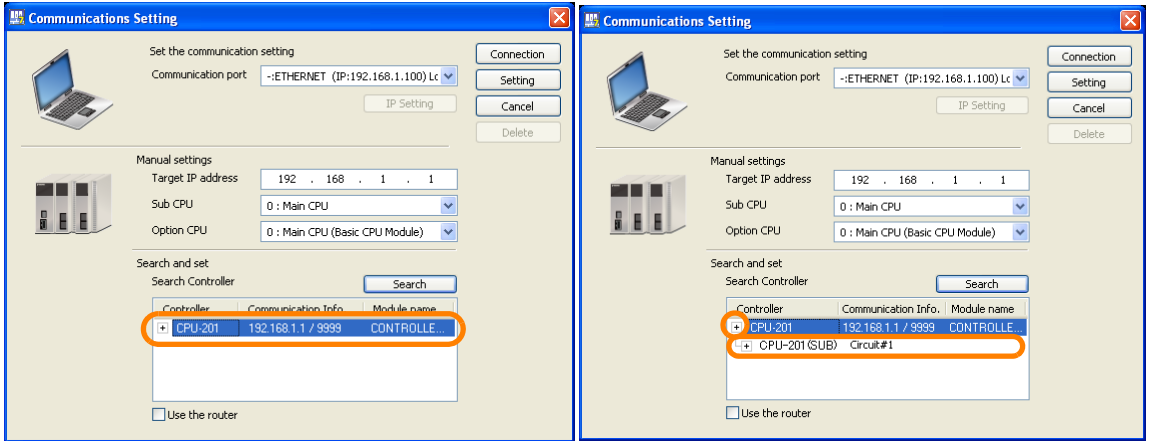 Communications Setting
Set the communication setting
Communication port -:ETHERNET (IP:192.168.1.100) Lc
IP Setting
Connection
Setting
Cancel
Delete
Manual settings
Target IP address 192 . 168 . 1 . 1
Sub CPU 0 : Main CPU
Option CPU 0 : Main CPU (Basic CPU Module)
Search and set
Search Controller Search
Controller Communication Info. Module name
CPU-201 192.168.1.1 / 9999 CONTROLLE...
Use the router
Communications Setting
Set the communication setting
Communication port -:ETHERNET (IP:192.168.1.100) Lc
IP Setting
Connection
Setting
Cancel
Delete
Manual settings
Target IP address 192 . 168 . 1 . 1
Sub CPU 0 : Main CPU
Option CPU 0 : Main CPU (Basic CPU Module)
Search and set
Search Controller Search
Controller Communication Info. Module name
CPU-201 192.168.1.1 / 9999 CONTROLLE...
CPU-201(SUB) Circuit#1
Use the router